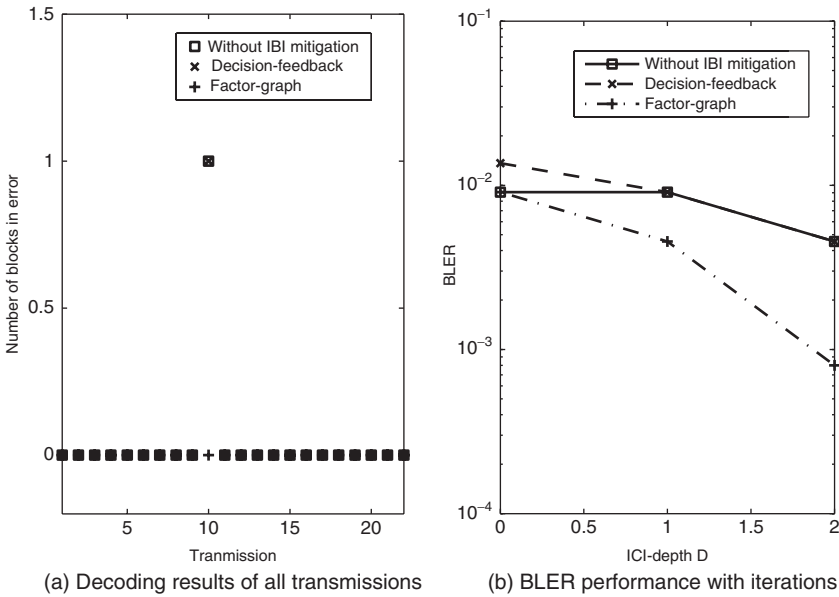 1.5
Without IBI mitigation
Decision-feedback
Factor-graph
1
0.5
0
Number of blocks in error
5
10
15
20
Tranmission
(a) Decoding results of all transmissions
10−1
Without IBI mitigation
Decision-feedback
Factor-graph
10−2
BLER
10−3
10−4
0
0.5
1
1.5
2
ICI-depth D
(b) BLER performance with iterations